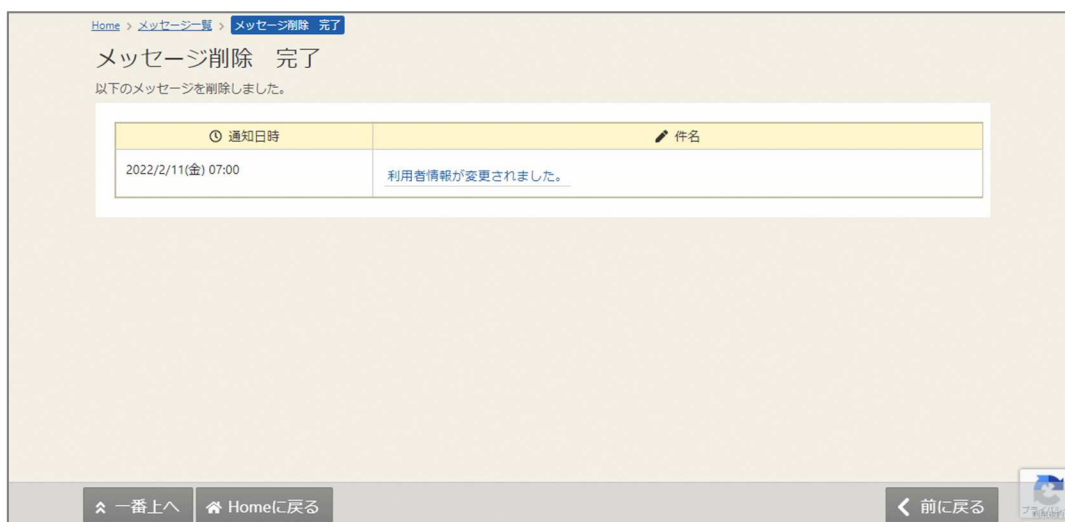 Home > メッセージ一覧 > メッセージ削除　完了
メッセージ削除　完了
以下のメッセージを削除しました。
通知日時 件名
2022/2/11(金) 07:00 利用者情報が変更されました。
一番上へ Homeに戻る 前に戻る